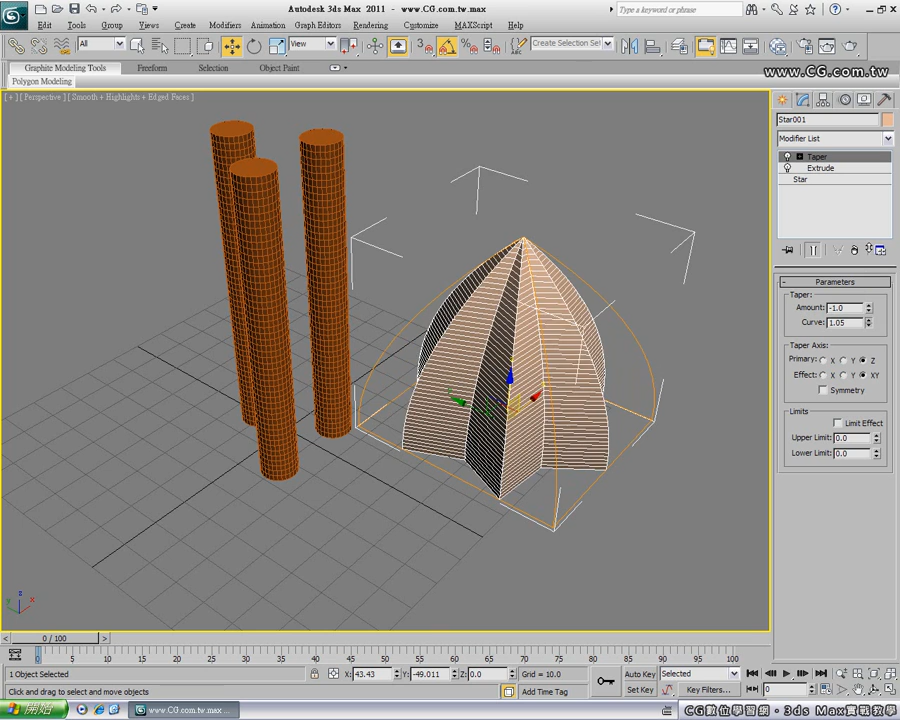 Autodesk 3ds Max 2011 - www.CG.com.tw.max
Type a keyword or phrase
Edit Tools Group Views Create Modifiers Animation Graph Editors Rendering Customize MAXScript Help
All
View
3
Create Selection Set
Graphite Modeling Tools Freeform Selection Object Paint
www.CG.com.tw
Polygon Modeling
[ + ] [ Perspective ] [ Smooth + Highlights + Edged Faces ]
Star001
Modifier List
Taper
Extrude
Star
- Parameters
Taper:
Amount: -1.0
Curve: 1.05
Taper Axis:
Primary: X Y Z
Effect: X Y XY
Symmetry
Limits
Limit Effect
Upper Limit: 0.0
Lower Limit: 0.0
z
x
y
< 0 / 100 >
0 5 10 15 20 25 30 35 40 45 50 55 60 65 70 75 80 85 90 95 100
1 Object Selected
X: 43.43 Y: -49.011 Z: 0.0 Grid = 10.0
Auto Key Selected
Click and drag to select and move objects
Add Time Tag
Set Key Key Filters...
0
開始
www.CG.com.tw.max ...
CG數位學習網·3ds Max實戰教學